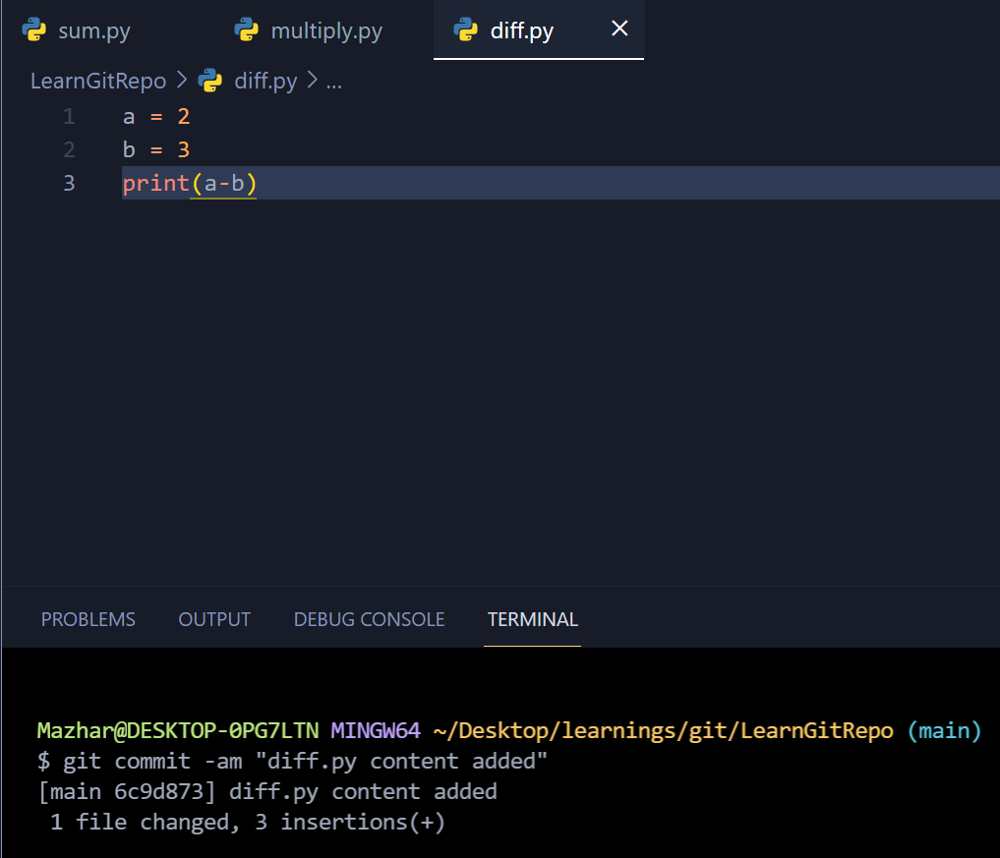 sum.py multiply.py diff.py
LearnGitRepo > diff.py > ...
1 a = 2
2 b = 3
3 print(a-b)
PROBLEMS OUTPUT DEBUG CONSOLE TERMINAL
Mazhar@DESKTOP-0PG7LTN MINGW64 ~/Desktop/learnings/git/LearnGitRepo (main)
$ git commit -am "diff.py content added"
[main 6c9d873] diff.py content added
1 file changed, 3 insertions(+)